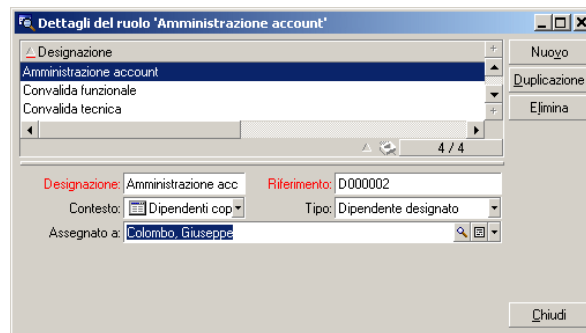 Dettagli del ruolo 'Amministrazione account'
Designazione
Nuovo
Amministrazione account
Duplicazione
Convalida funzionale
Convalida tecnica
Elimina
4 / 4
Designazione: Amministrazione acc Riferimento: D000002
Contesto: Dipendenti cop Tipo: Dipendente designato
Assegnato a: Colombo, Giuseppe
Chiudi